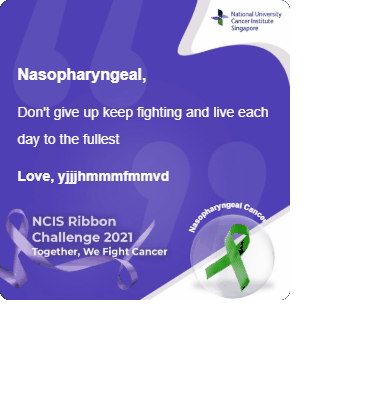 National University
Cancer Institute
Singapore
Nasopharyngeal,
Don't give up keep fighting and live each
day to the fullest
Love, yjjjhmmmfmmvd
NCIS Ribbon
Challenge 2021
Together, We Fight Cancer
Nasopharyngeal Cancer